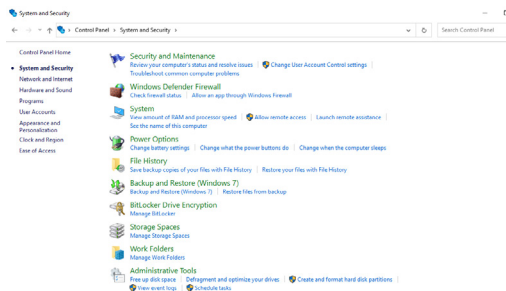 System and Security
Control Panel > System and Security >
Search Control Panel
Control Panel Home
System and Security
Network and Internet
Hardware and Sound
Programs
User Accounts
Appearance and
Personalization
Clock and Region
Ease of Access
Security and Maintenance
Review your computer's status and resolve issues | Change User Account Control settings |
Troubleshoot common computer problems
Windows Defender Firewall
Check firewall status | Allow an app through Windows Firewall
System
View amount of RAM and processor speed | Allow remote access | Launch remote assistance |
See the name of this computer
Power Options
Change battery settings | Change what the power buttons do | Change when the computer sleeps
File History
Save backup copies of your files with File History | Restore your files with File History
Backup and Restore (Windows 7)
Backup and Restore (Windows 7) | Restore files from backup
BitLocker Drive Encryption
Manage BitLocker
Storage Spaces
Manage Storage Spaces
Work Folders
Manage Work Folders
Administrative Tools
Free up disk space | Defragment and optimize your drives | Create and format hard disk partitions |
View event logs | Schedule tasks